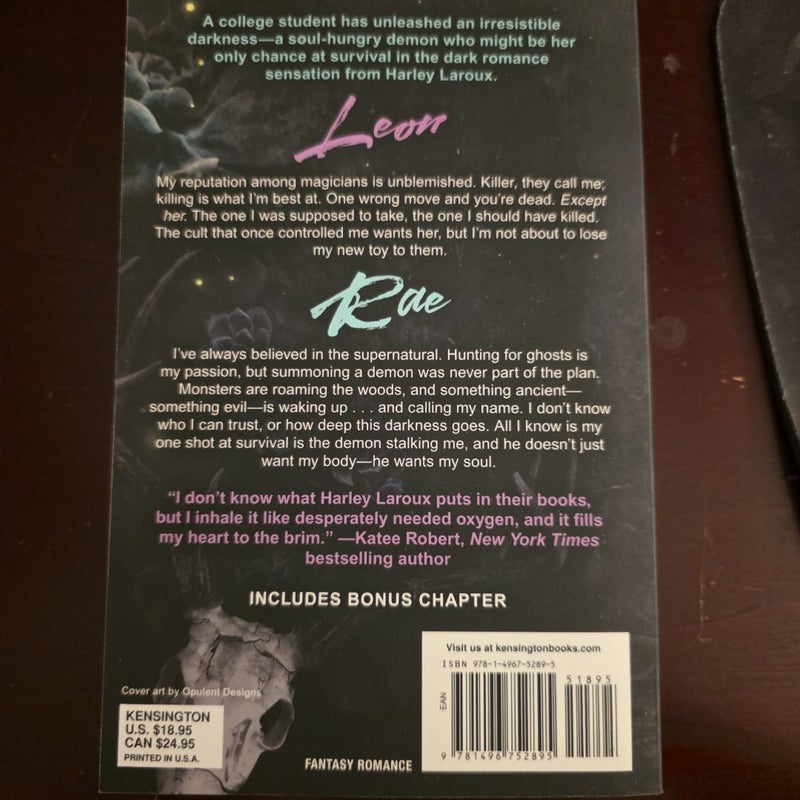 A college student has unleashed an irresistible
darkness—a soul-hungry demon who might be her
only chance at survival in the dark romance
sensation from Harley Laroux.
Leon
My reputation among magicians is unblemished. Killer, they call me;
killing is what I'm best at. One wrong move and you're dead. Except
her. The one I was supposed to take, the one I should have killed.
The cult that once controlled me wants her, but I'm not about to lose
my new toy to them.
Rae
I've always believed in the supernatural. Hunting for ghosts is
my passion, but summoning a demon was never part of the plan.
Monsters are roaming the woods, and something ancient—
something evil—is waking up . . . and calling my name. I don't know
who I can trust, or how deep this darkness goes. All I know is my
one shot at survival is the demon stalking me, and he doesn't just
want my body—he wants my soul.
“I don't know what Harley Laroux puts in their books,
but I inhale it like desperately needed oxygen, and it fills
my heart to the brim.” —Katee Robert, New York Times
bestselling author
INCLUDES BONUS CHAPTER
Visit us at kensingtonbooks.com
ISBN 978-1-4967-5289-5
51895
EAN
9 781496 752895
Cover art by Opulent Designs
KENSINGTON
U.S. $18.95
CAN $24.95
PRINTED IN U.S.A.
FANTASY ROMANCE